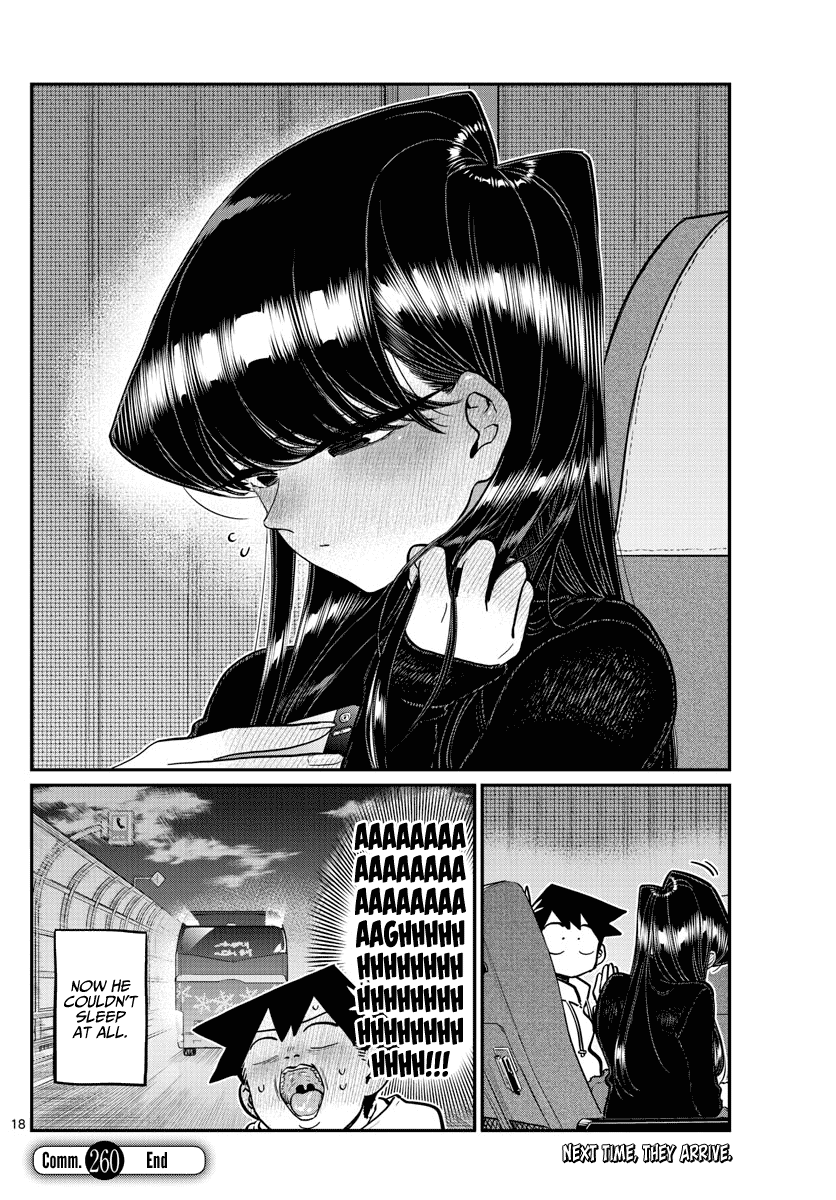 AAAAAAAA
AAAAAAAA
AAAAAAAA
AAGHHHHH
HHHHHHHH
HHHHHHHH
HHHHHHHH
HHHH!!!
NOW HE
COULDN'T
SLEEP
AT ALL.
18
Comm. 260 End
NEXT TIME, THEY ARRIVE.